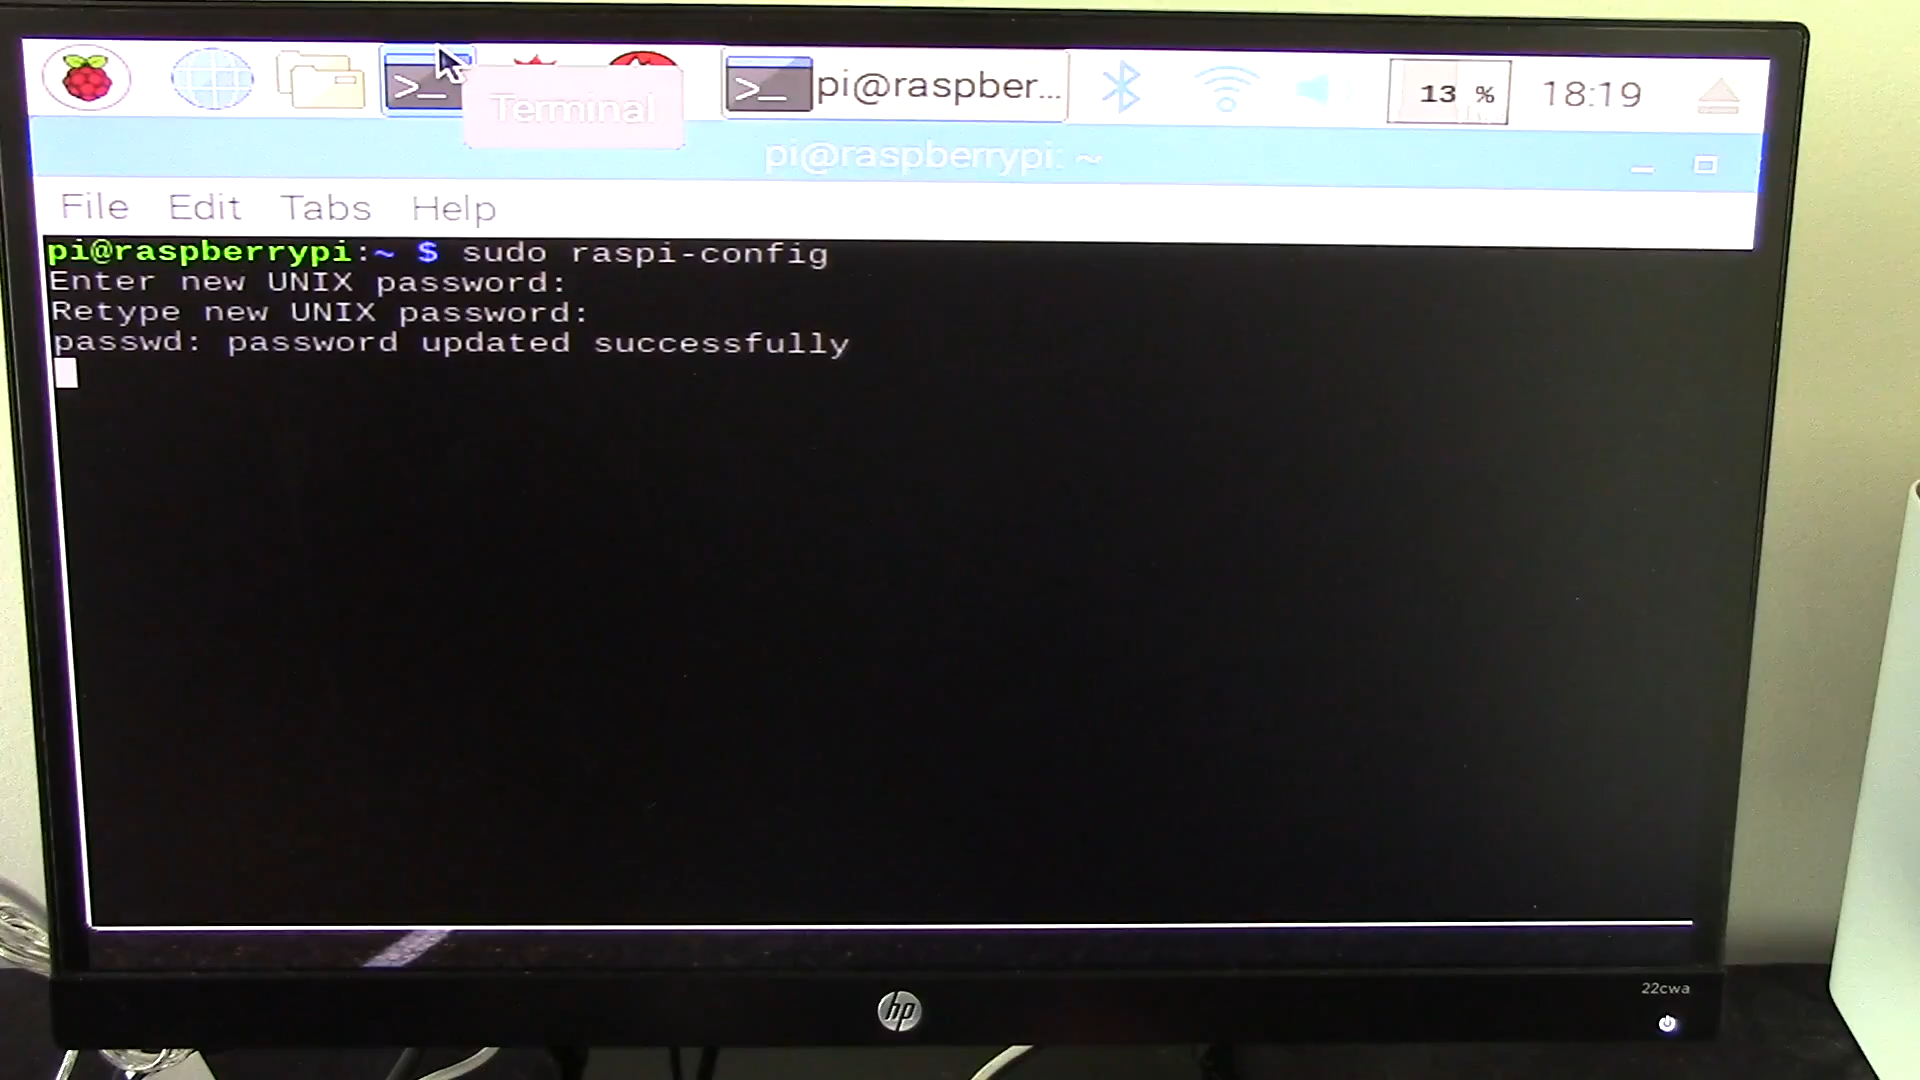 Terminal
pi@raspber...
13 %
18:19
pi@raspberrypi: ~
File Edit Tabs Help
pi@raspberrypi:~ $ sudo raspi-config
Enter new UNIX password:
Retype new UNIX password:
passwd: password updated successfully
hp
22cwa